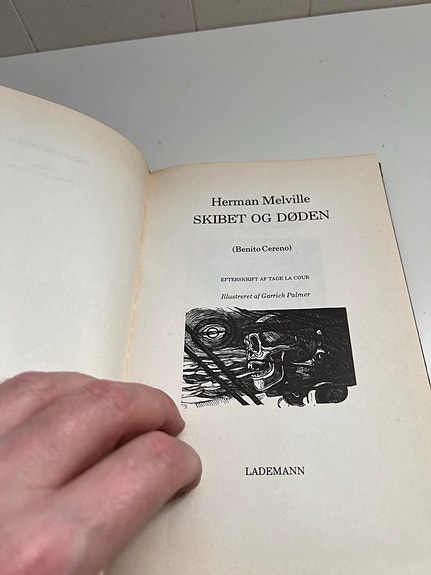 Herman Melville
SKIBET OG DØDEN
(Benito Cereno)
EFTERSKRIFT AF TAGE LA COUR
Illustreret af Garrick Palmer
LADEMANN